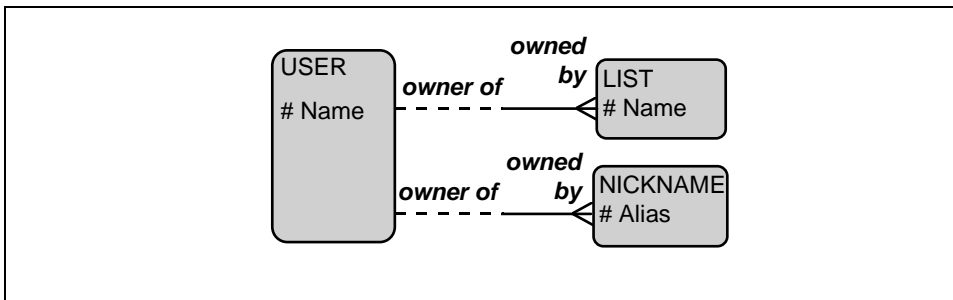 USER
# Name
owner of
owned
by
LIST
# Name
owner of
owned
by
NICKNAME
# Alias